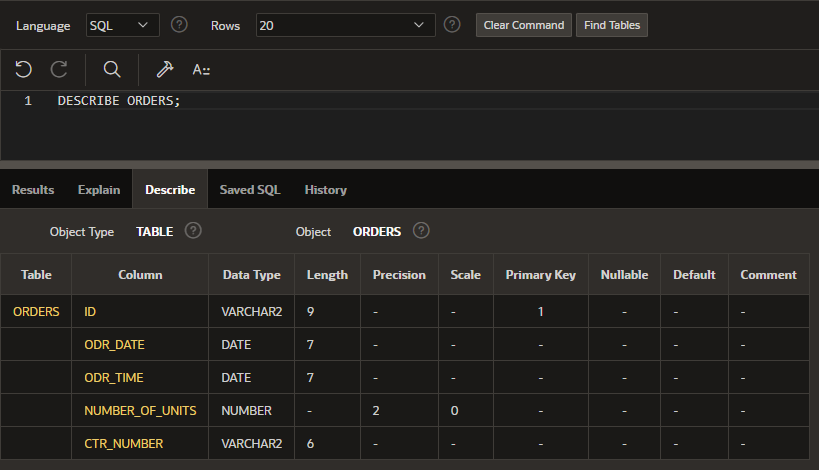 Language SQL ? Rows 20 ? Clear Command Find Tables
A::
1 DESCRIBE ORDERS;
Results Explain Describe Saved SQL History
Object Type TABLE ? Object ORDERS ?
Table Column Data Type Length Precision Scale Primary Key Nullable Default Comment
ORDERS ID VARCHAR2 9 - - 1 - - -
ODR_DATE DATE 7 - - - - - -
ODR_TIME DATE 7 - - - - - -
NUMBER_OF_UNITS NUMBER - 2 0 - - - -
CTR_NUMBER VARCHAR2 6 - - - - - -